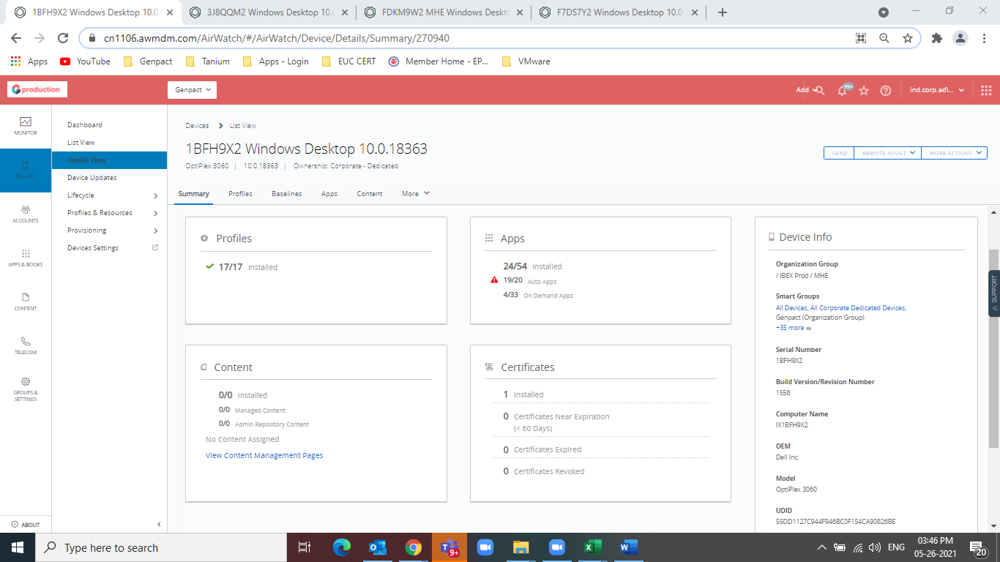 1BFH9X2 Windows Desktop 10.0.
3J8QQM2 Windows Desktop 10.0
FDKM9W2 MHE Windows Deskto
F7DS7Y2 Windows Desktop 10.0.
cn1106.awmdm.com/AirWatch/#/AirWatch/Device/Details/Summary/270940
Apps
YouTube
Genpact
Tanium
Apps - Login
EUC CERT
Member Home - EP...
VMware
production
Genpact
Add
99+
ind.corp.ad\...
MONITOR
DEVICES
ACCOUNTS
APPS & BOOKS
CONTENT
TELECOM
GROUPS &
SETTINGS
ABOUT
Dashboard
List View
Details View
Device Updates
Lifecycle
Profiles & Resources
Provisioning
Devices Settings
Devices
List View
1BFH9X2 Windows Desktop 10.0.18363
OptiPlex 3060 | 10.0.18363 | Ownership: Corporate - Dedicated
SEND
REMOTE ASSIST
MORE ACTIONS
Summary
Profiles
Baselines
Apps
Content
More
Profiles
17/17 Installed
Apps
24/54 Installed
19/20 Auto Apps
4/33 On Demand Apps
Content
0/0 Installed
0/0 Managed Content
0/0 Admin Repository Content
No Content Assigned
View Content Management Pages
Certificates
1 Installed
0 Certificates Near Expiration
(< 60 Days)
0 Certificates Expired
0 Certificates Revoked
Device Info
Organization Group
/ IBEX Prod / MHE
Smart Groups
All Devices, All Corporate Dedicated Devices,
Genpact (Organization Group)
+35 more
Serial Number
1BFH9X2
Build Version/Revision Number
1556
Computer Name
IX1BFH9X2
OEM
Dell Inc.
Model
OptiPlex 3060
UDID
55DD1127C944F946BC0F154CA90826BE
SUPPORT
Type here to search
9+
ENG
03:46 PM
05-26-2021
20